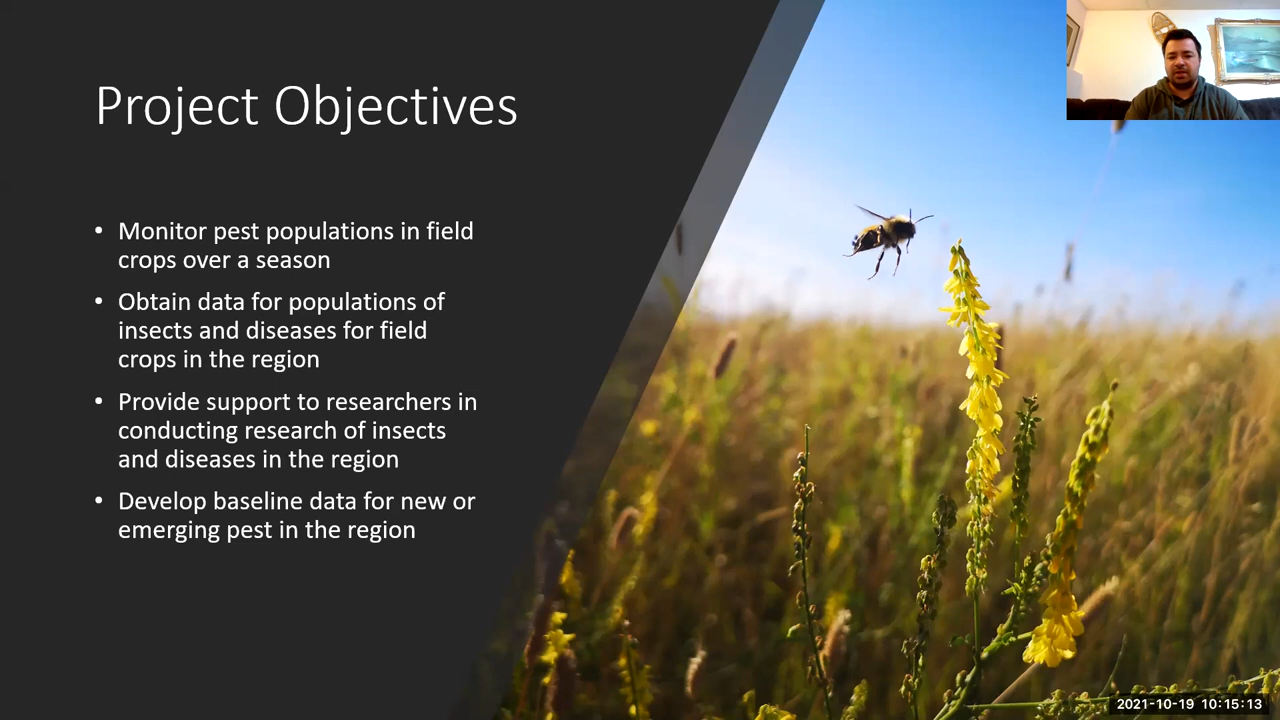 Project Objectives
• Monitor pest populations in field
crops over a season
• Obtain data for populations of
insects and diseases for field
crops in the region
• Provide support to researchers in
conducting research of insects
and diseases in the region
• Develop baseline data for new or
emerging pest in the region
2021-10-19 10:15:13